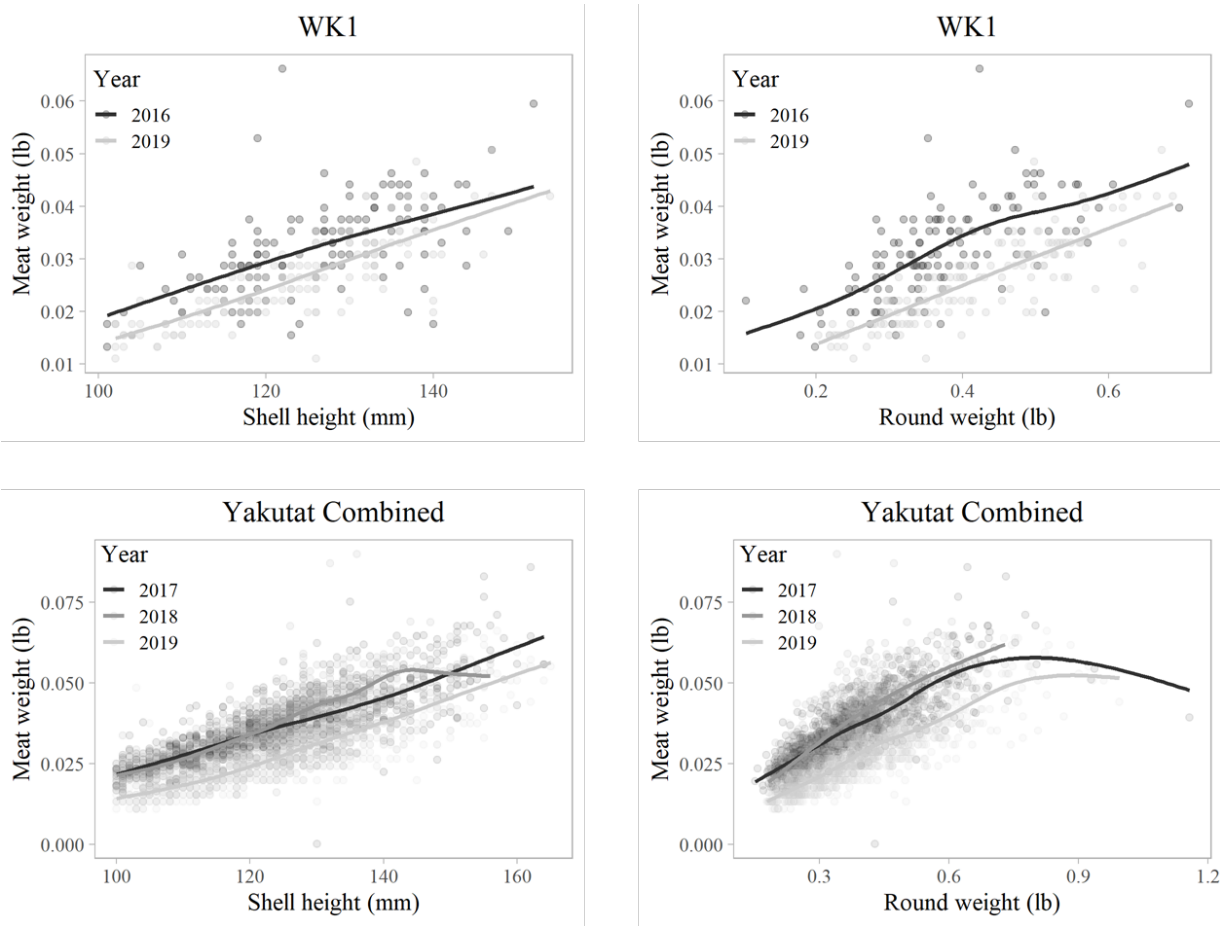 WK1
Year
2016
2019
0.06
0.05
0.04
0.03
0.02
0.01
Meat weight (lb)
100
120
140
Shell height (mm)
WK1
Year
2016
2019
0.06
0.05
0.04
0.03
0.02
0.01
Meat weight (lb)
0.2
0.4
0.6
Round weight (lb)
Yakutat Combined
Year
2017
2018
2019
0.075
0.050
0.025
0.000
Meat weight (lb)
100
120
140
160
Shell height (mm)
Yakutat Combined
Year
2017
2018
2019
0.075
0.050
0.025
0.000
Meat weight (lb)
0.3
0.6
0.9
1.2
Round weight (lb)